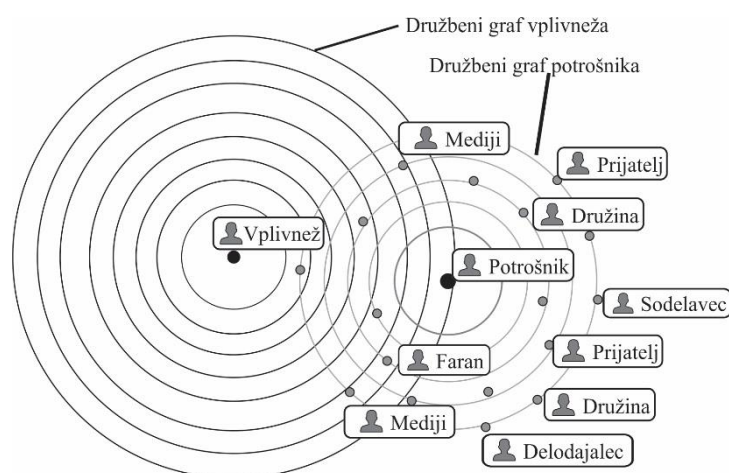 Družbeni graf vplivneža
Družbeni graf potrošnika
Mediji
Prijatelj
Družina
Vplivnež
Potrošnik
Sodelavec
Prijatelj
Faran
Družina
Mediji
Delodajalec